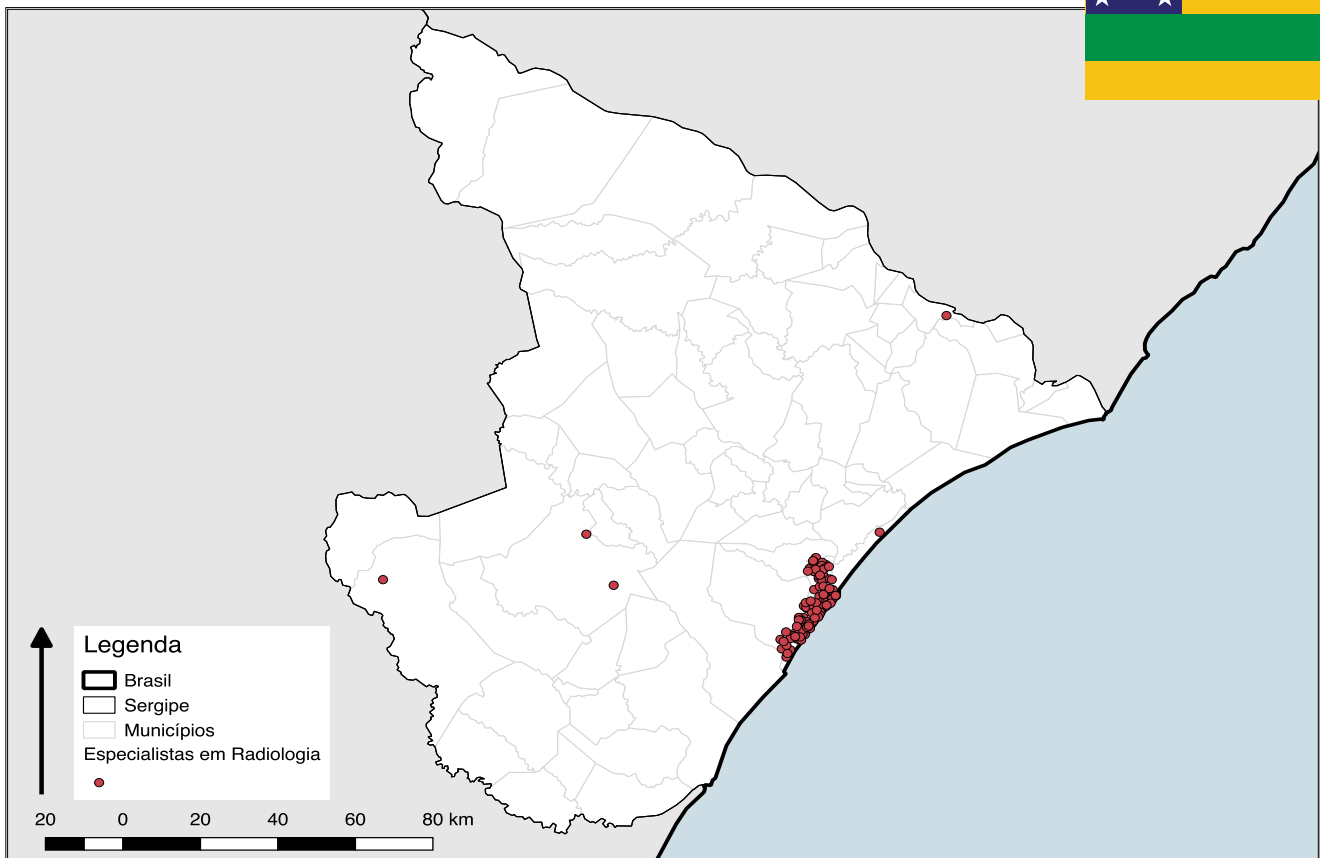 Legenda
Brasil
Sergipe
Municípios
Especialistas em Radiologia
20 0 20 40 60 80 km